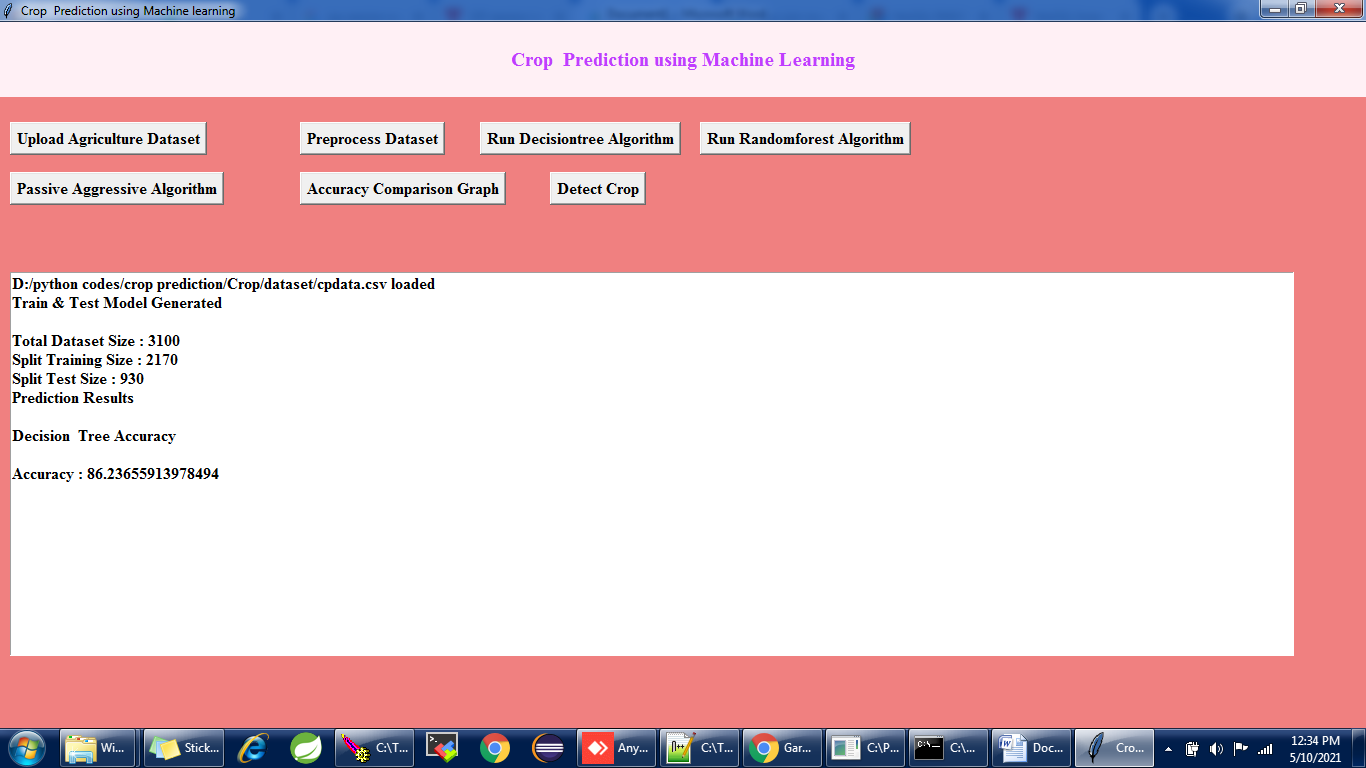 Crop  Prediction using Machine learning
Crop  Prediction using Machine Learning
Upload Agriculture Dataset
Preprocess Dataset
Run Decisiontree Algorithm
Run Randomforest Algorithm
Passive Aggressive Algorithm
Accuracy Comparison Graph
Detect Crop
D:/python codes/crop prediction/Crop/dataset/cpdata.csv loaded
Train & Test Model Generated
Total Dataset Size : 3100
Split Training Size : 2170
Split Test Size : 930
Prediction Results
Decision  Tree Accuracy
Accuracy : 86.23655913978494
Wi...
Stick...
C:\T...
Any...
C:\T...
Gar...
C:\P...
C:\...
Doc...
Cro...
12:34 PM
5/10/2021